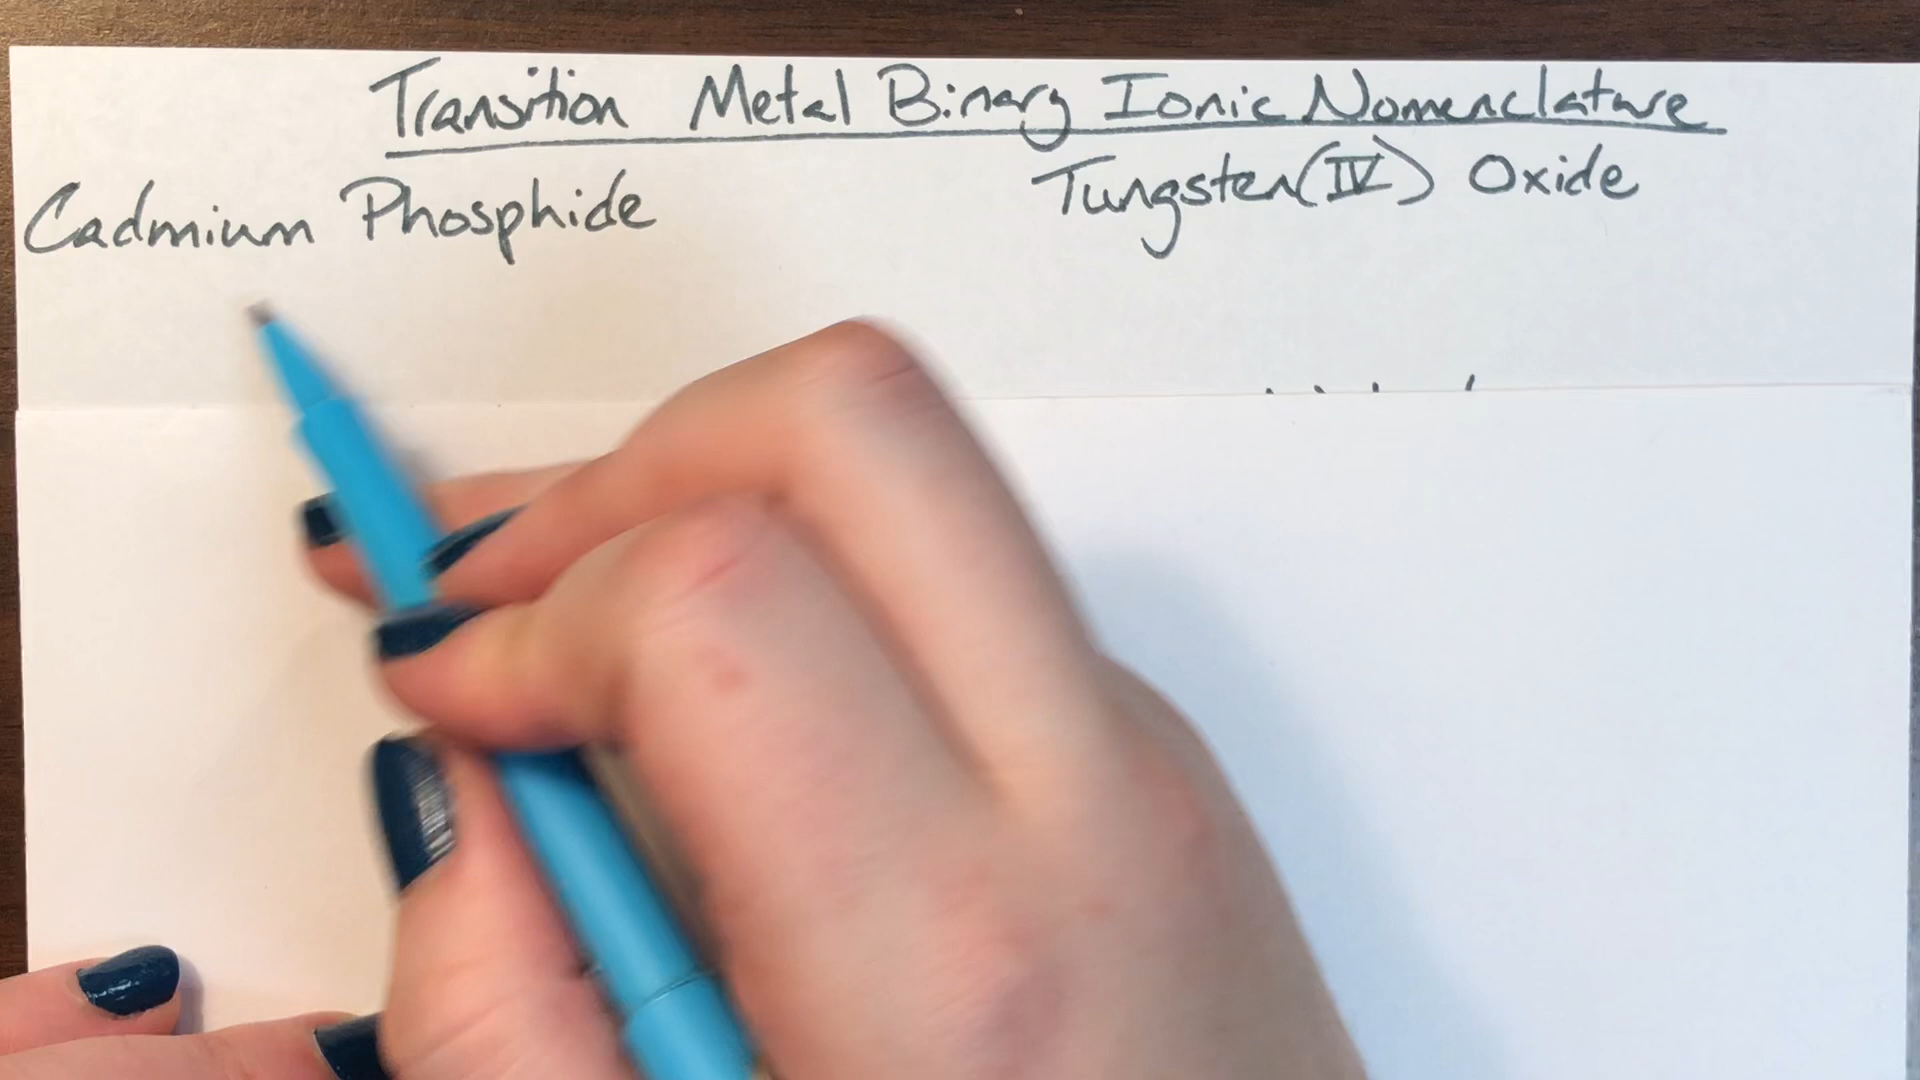 Transition Metal Binary Ionic Nomenclature
Cadmium Phosphide
Tungsten(IV) Oxide